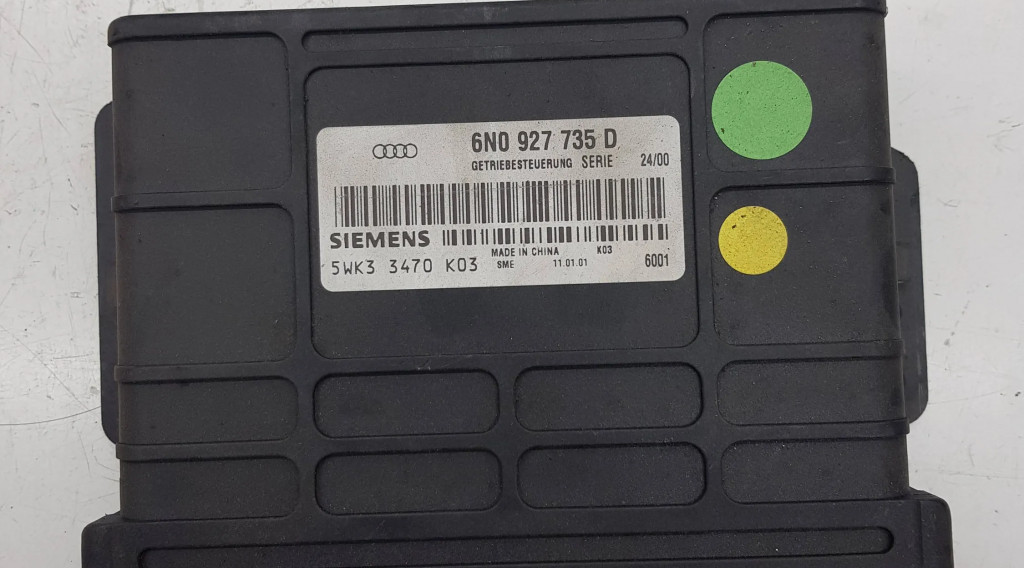 6N0 927 735 D
GETRIEBESTEUERUNG SERIE 24/00
SIEMENS
MADE IN CHINA K03
5WK3 3470 K03 SME 11.01.01 6001